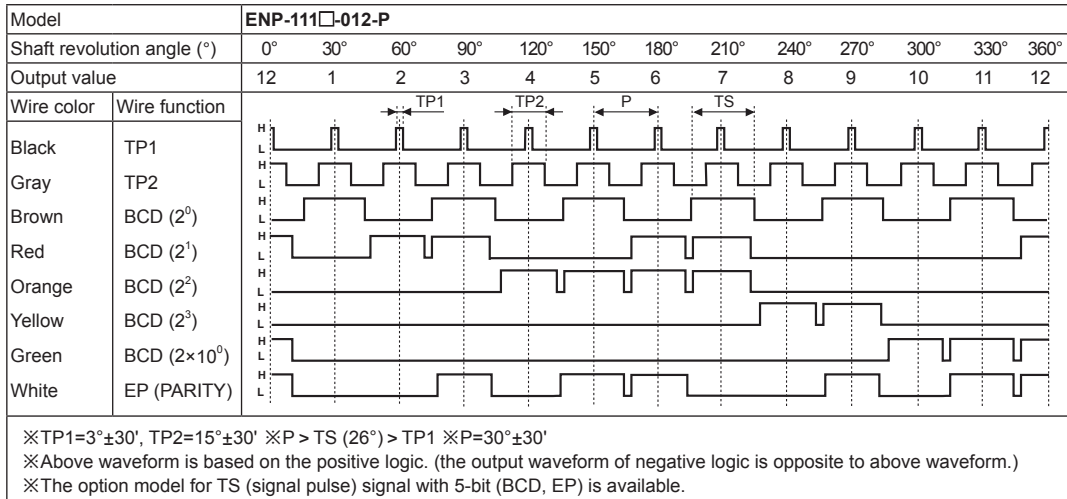 Model ENP-111□-012-P
Shaft revolution angle (°) 0° 30° 60° 90° 120° 150° 180° 210° 240° 270° 300° 330° 360°
Output value 12 1 2 3 4 5 6 7 8 9 10 11 12
Wire color Wire function TP1 TP2 P TS
Black TP1 H L
Gray TP2 H L
Brown BCD (2⁰) H L
Red BCD (2¹) H L
Orange BCD (2²) H L
Yellow BCD (2³) H L
Green BCD (2×10⁰) H L
White EP (PARITY) H L
※TP1=3°±30', TP2=15°±30' ※P > TS (26°) > TP1 ※P=30°±30'
※Above waveform is based on the positive logic. (the output waveform of negative logic is opposite to above waveform.)
※The option model for TS (signal pulse) signal with 5-bit (BCD, EP) is available.